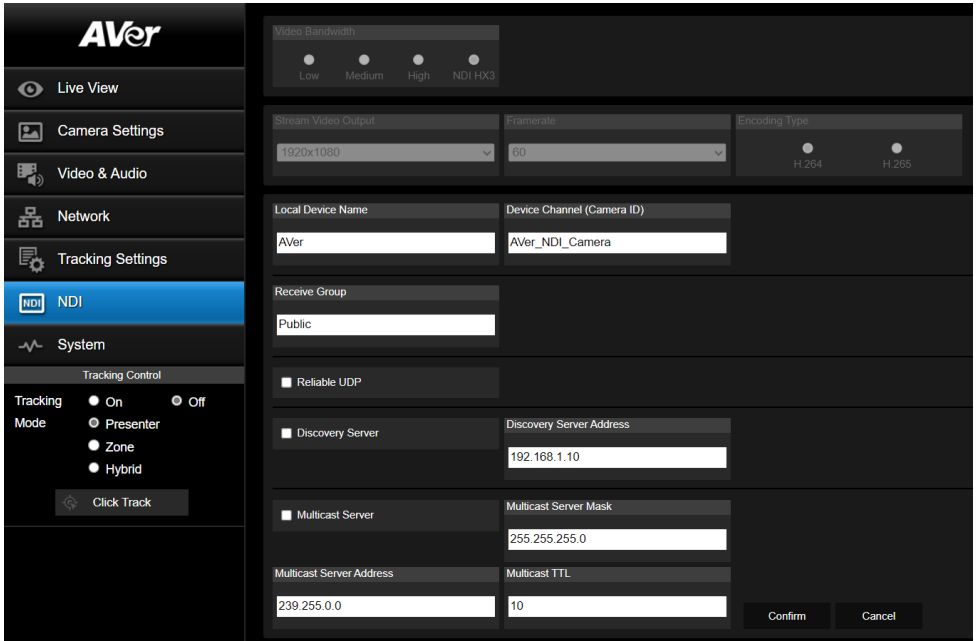 AVer
Live View
Camera Settings
Video & Audio
Network
Tracking Settings
NDI NDI
System
Tracking Control
Tracking On Off
Mode Presenter
Zone
Hybrid
Click Track
Video Bandwidth
Low Medium High NDI HX3
Stream Video Output Framerate Encoding Type
1920x1080 60 H.264 H.265
Local Device Name Device Channel (Camera ID)
AVer AVer_NDI_Camera
Receive Group
Public
Reliable UDP
Discovery Server Discovery Server Address
192.168.1.10
Multicast Server Multicast Server Mask
255.255.255.0
Multicast Server Address Multicast TTL
239.255.0.0 10
Confirm Cancel